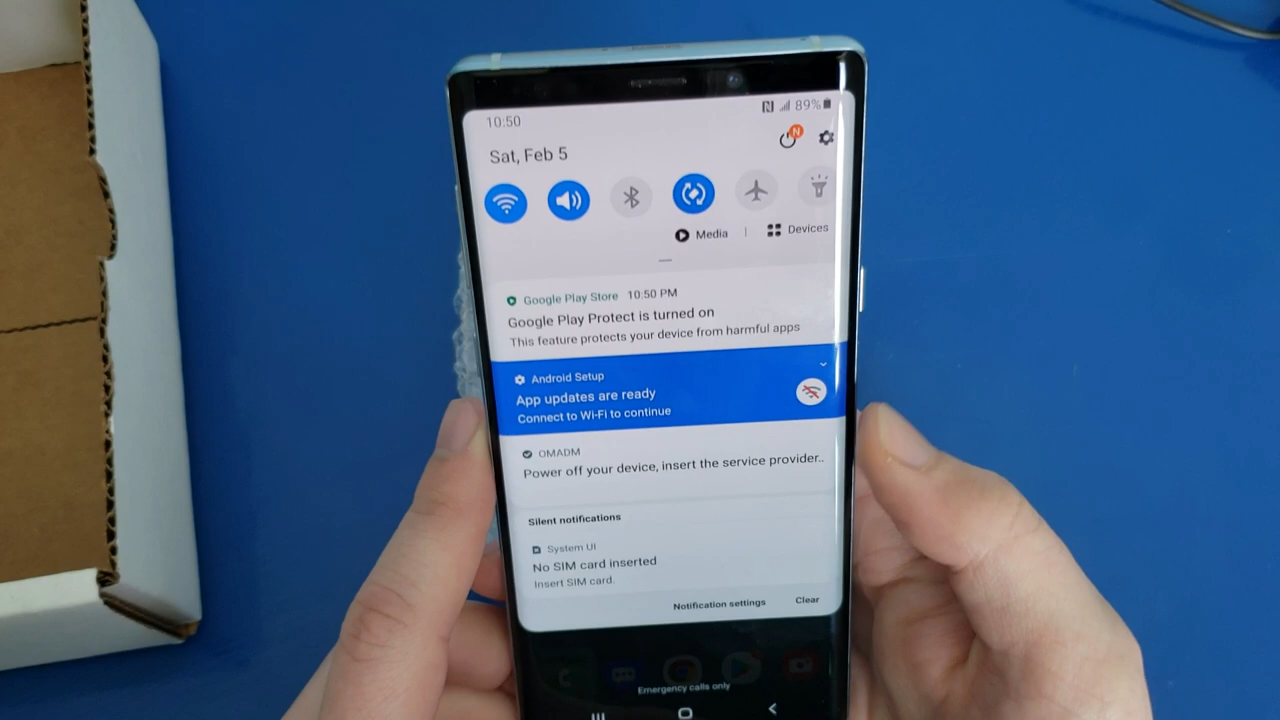 10:50
89%
Sat, Feb 5
N
Media | Devices
Google Play Store 10:50 PM
Google Play Protect is turned on
This feature protects your device from harmful apps
Android Setup
App updates are ready
Connect to Wi-Fi to continue
OMADM
Power off your device, insert the service provider..
Silent notifications
System UI
No SIM card inserted
Insert SIM card.
Notification settings Clear
Emergency calls only